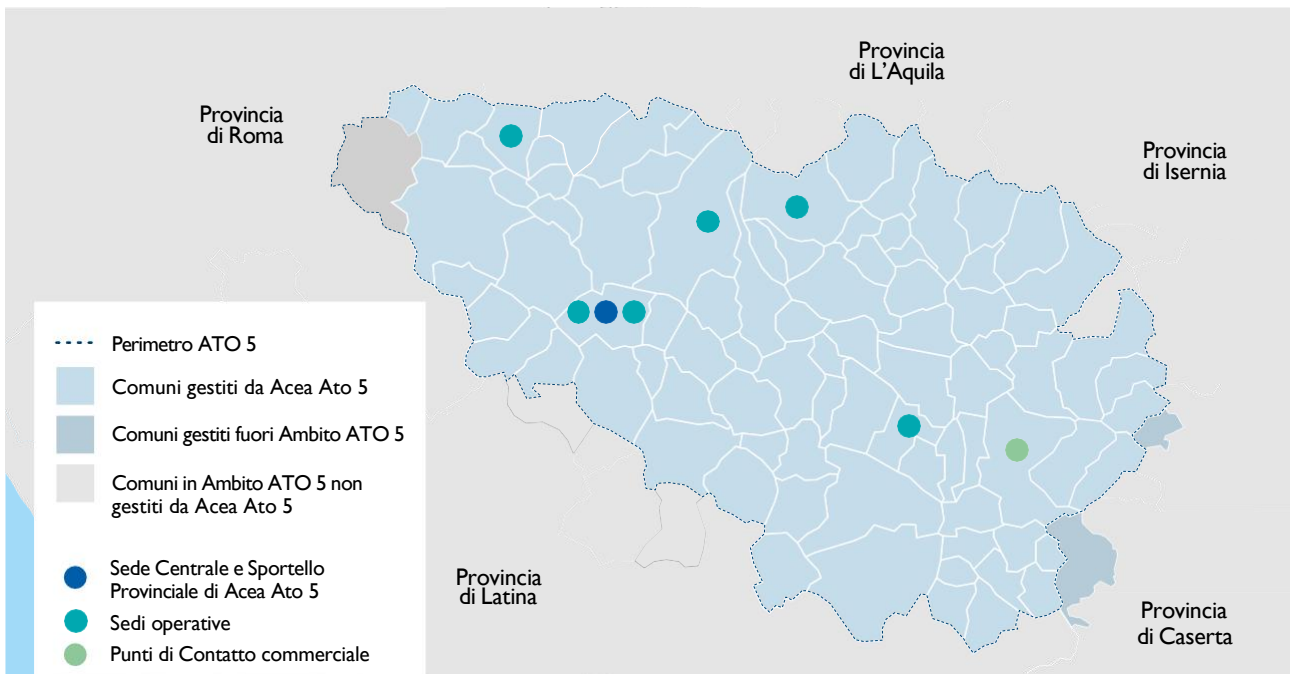 Provincia
di L'Aquila
Provincia
di Roma
Provincia
di Isernia
Perimetro ATO 5
Comuni gestiti da Acea Ato 5
Comuni gestiti fuori Ambito ATO 5
Comuni in Ambito ATO 5 non
gestiti da Acea Ato 5
Sede Centrale e Sportello
Provinciale di Acea Ato 5
Sedi operative
Punti di Contatto commerciale
Provincia
di Latina
Provincia
di Caserta